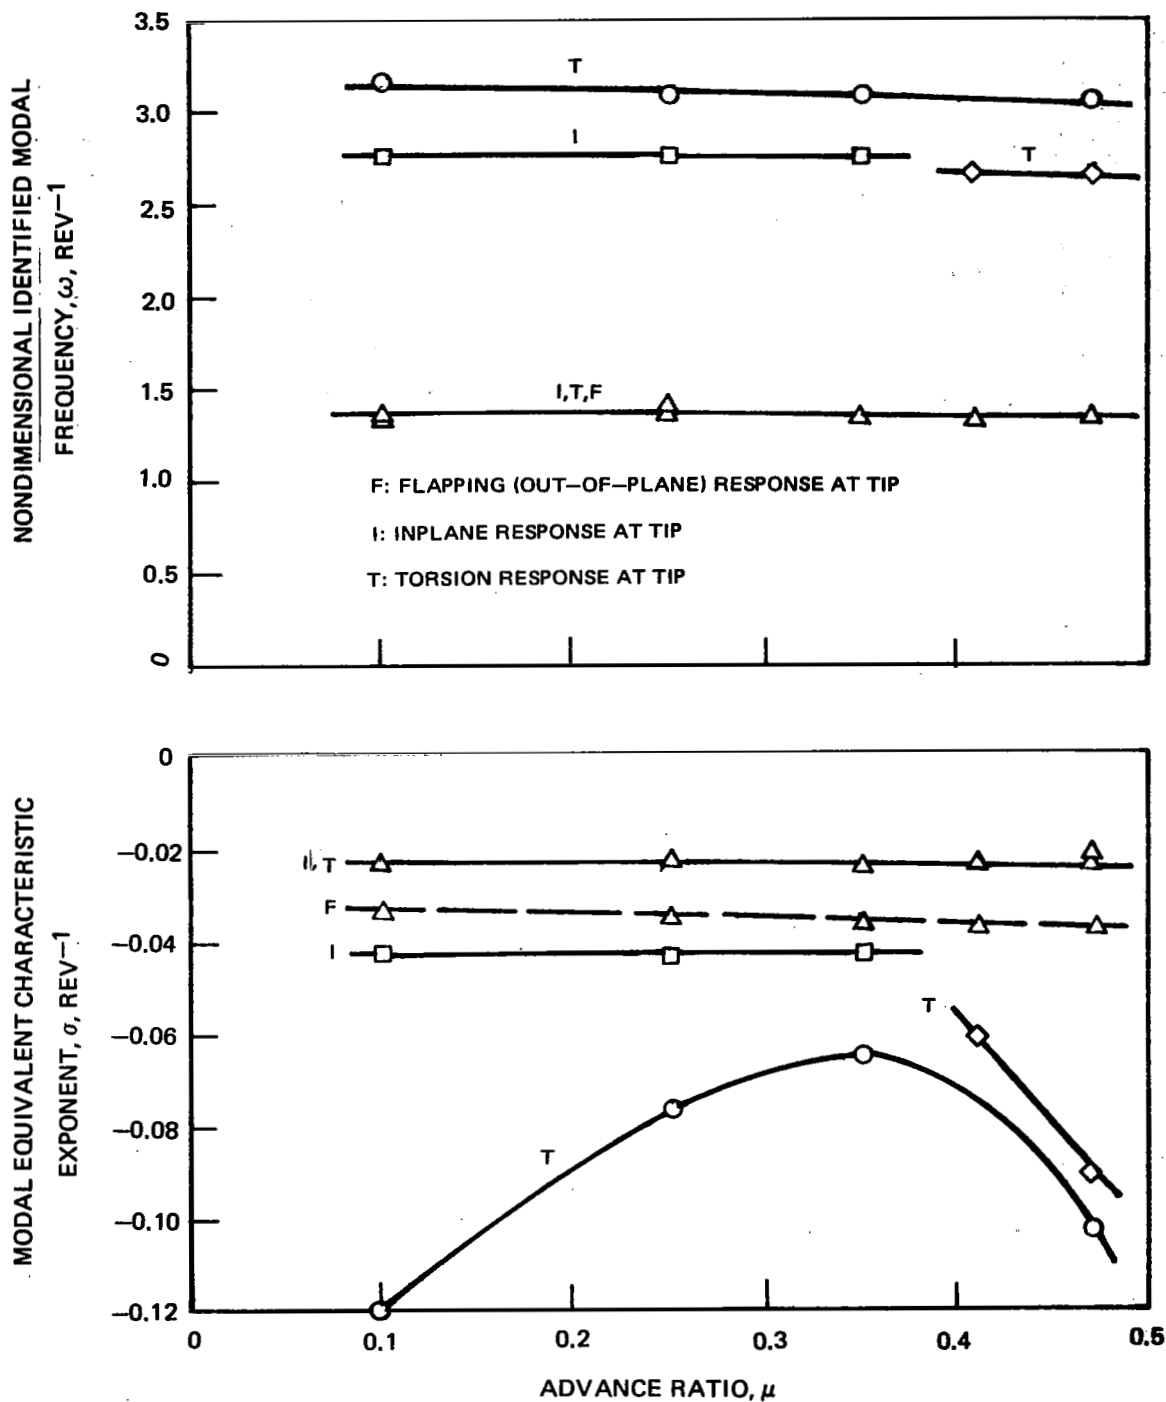 NONDIMENSIONAL IDENTIFIED MODAL
FREQUENCY, ω, REV−1
3.5
3.0
2.5
2.0
1.5
1.0
0.5
0
T
I
T
I,T,F
F: FLAPPING (OUT−OF−PLANE) RESPONSE AT TIP
I: INPLANE RESPONSE AT TIP
T: TORSION RESPONSE AT TIP
MODAL EQUIVALENT CHARACTERISTIC
EXPONENT, σ, REV−1
0
−0.02
−0.04
−0.06
−0.08
−0.10
−0.12
I, T
F
I
T
T
0
0.1
0.2
0.3
0.4
0.5
ADVANCE RATIO, μ